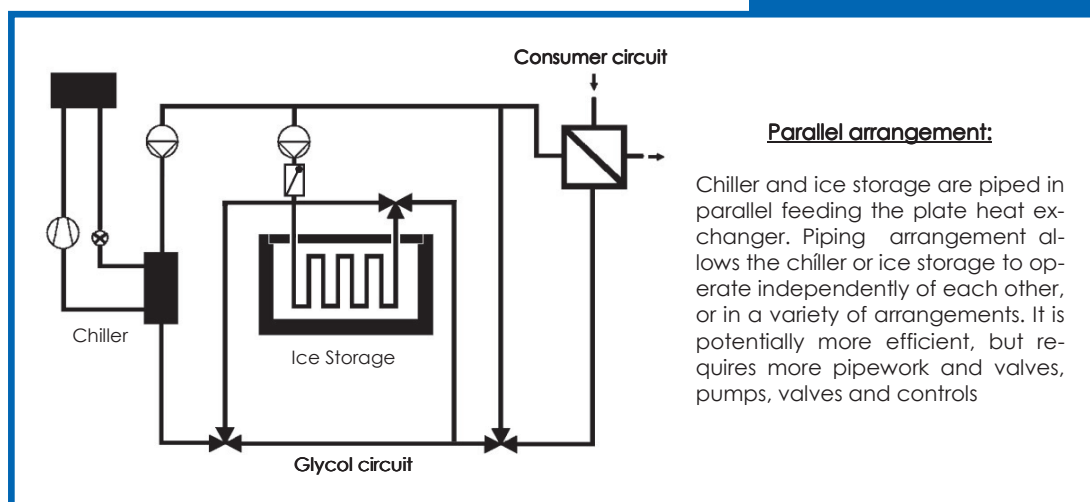 Consumer circuit
Chiller
Ice Storage
Glycol circuit
Parallel arrangement:
Chiller and ice storage are piped in
parallel feeding the plate heat ex-
changer. Piping arrangement al-
lows the chíller or ice storage to op-
erate independently of each other,
or in a variety of arrangements. It is
potentially more efficient, but re-
quires more pipework and valves,
pumps, valves and controls